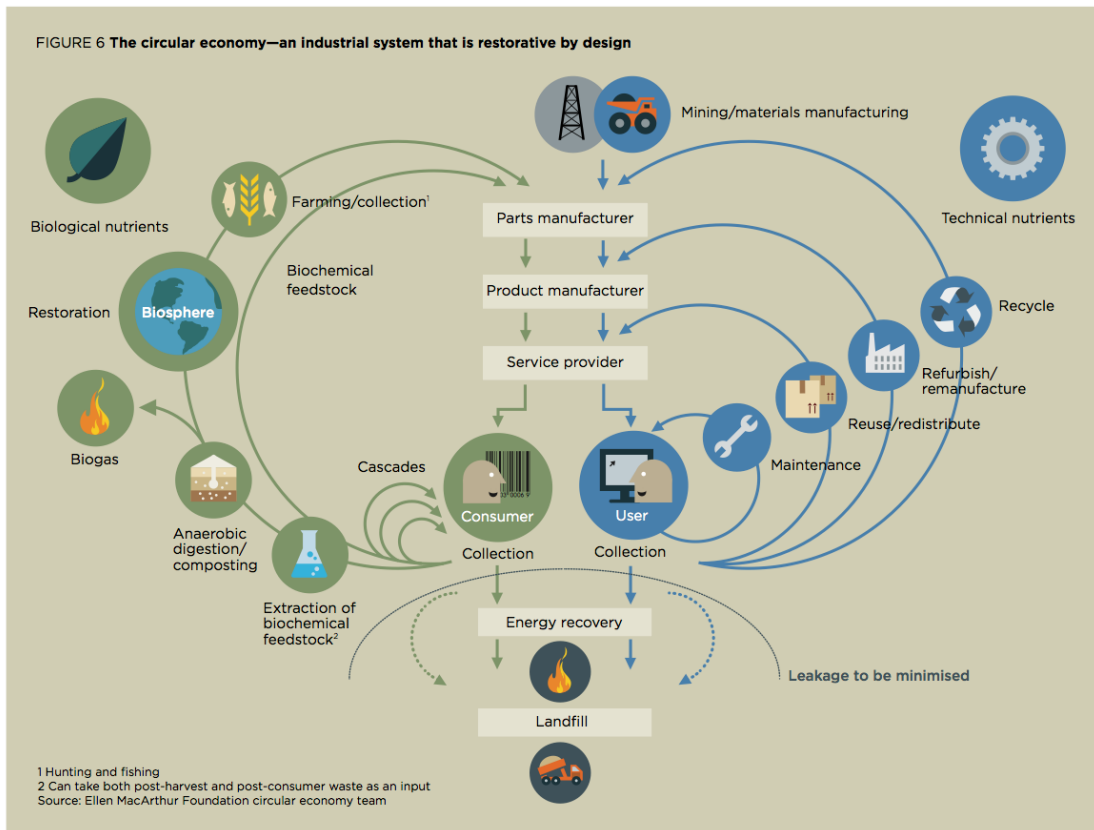 FIGURE 6 The circular economy—an industrial system that is restorative by design
Mining/materials manufacturing
Biological nutrients
Farming/collection1
Parts manufacturer
Technical nutrients
Biochemical
feedstock
Product manufacturer
Restoration
Biosphere
Recycle
Service provider
Refurbish/
remanufacture
Reuse/redistribute
Biogas
Cascades
Maintenance
Consumer
User
Anaerobic
digestion/
composting
Collection
Collection
Extraction of
biochemical
feedstock2
Energy recovery
Leakage to be minimised
Landfill
1 Hunting and fishing
2 Can take both post-harvest and post-consumer waste as an input
Source: Ellen MacArthur Foundation circular economy team